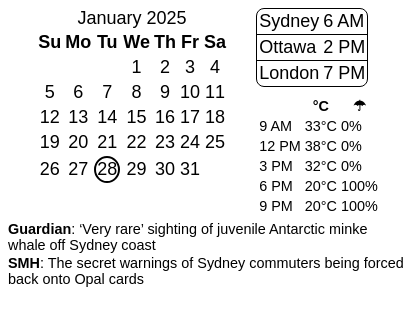 January 2025
Su Mo Tu We Th Fr Sa
1 2 3 4
5 6 7 8 9 10 11
12 13 14 15 16 17 18
19 20 21 22 23 24 25
26 27 28 29 30 31
Sydney 6 AM
Ottawa 2 PM
London 7 PM
°C ☂
9 AM 33°C 0%
12 PM 38°C 0%
3 PM 32°C 0%
6 PM 20°C 100%
9 PM 20°C 100%
Guardian: ‘Very rare’ sighting of juvenile Antarctic minke
whale off Sydney coast
SMH: The secret warnings of Sydney commuters being forced
back onto Opal cards